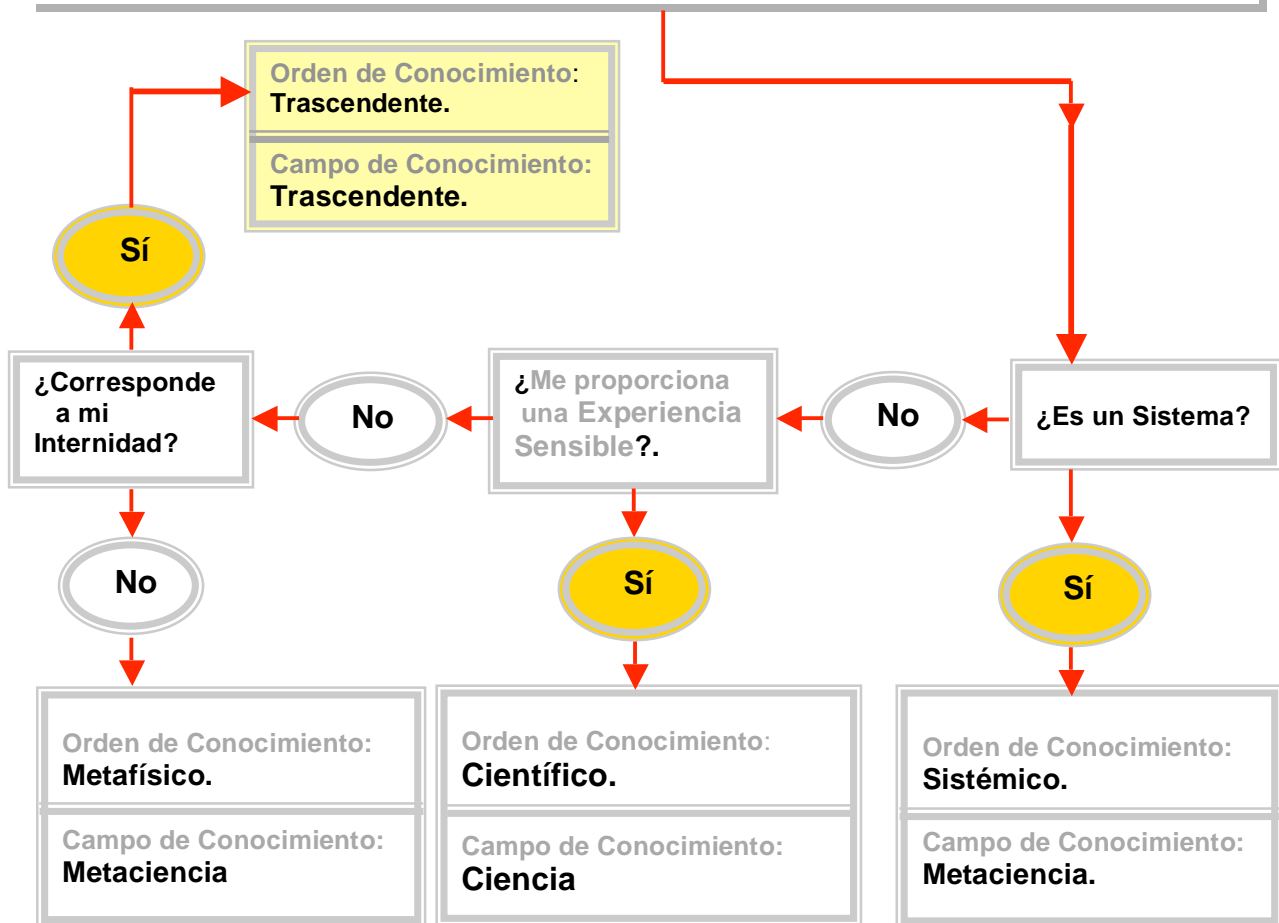 Orden de Conocimiento:
Trascendente.
Campo de Conocimiento:
Trascendente.
Sí
¿Corresponde
a mi
Internidad?
No
¿Me proporciona
una Experiencia
Sensible?.
No
¿Es un Sistema?
No
Sí
Sí
Orden de Conocimiento:
Metafísico.
Campo de Conocimiento:
Metaciencia
Orden de Conocimiento:
Científico.
Campo de Conocimiento:
Ciencia
Orden de Conocimiento:
Sistémico.
Campo de Conocimiento:
Metaciencia.